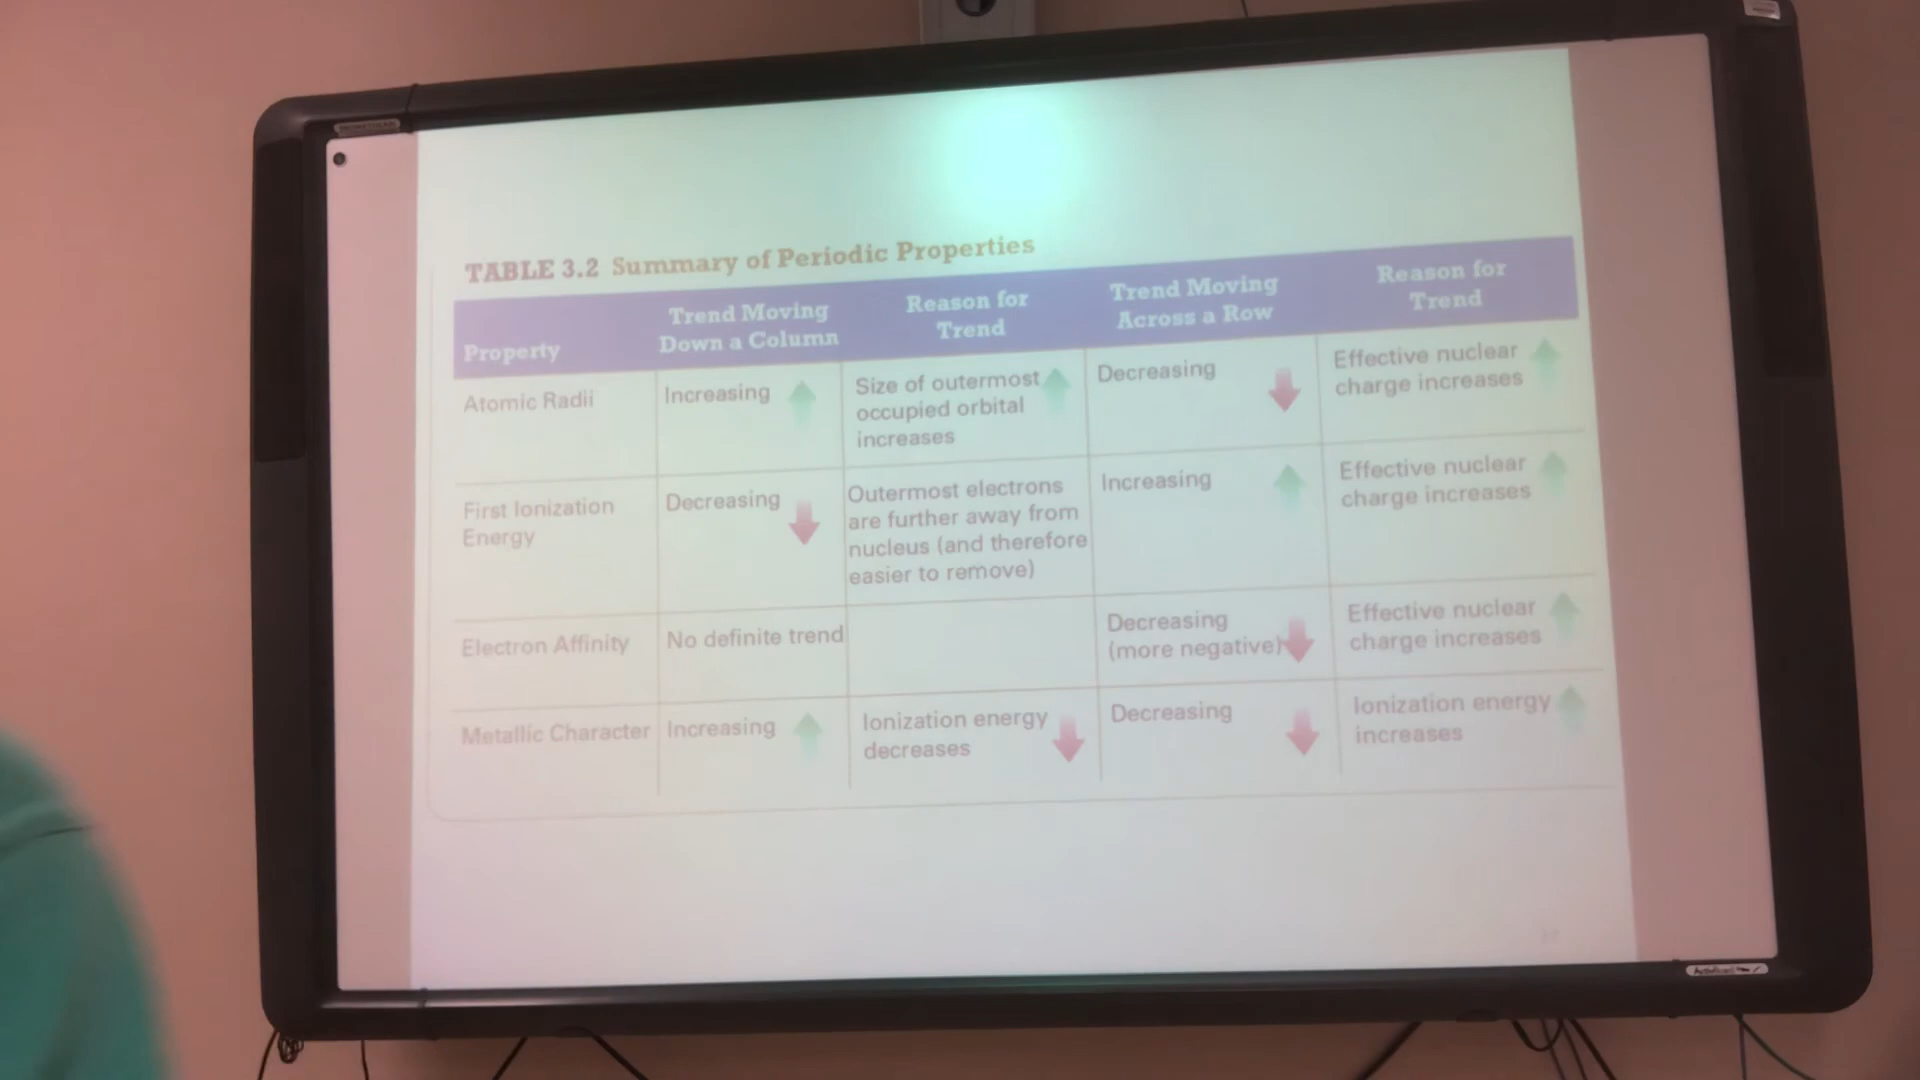 TABLE 3.2 Summary of Periodic Properties
Property
Trend Moving
Down a Column
Reason for
Trend
Trend Moving
Across a Row
Reason for
Trend
Atomic Radii
Increasing
Size of outermost
occupied orbital
increases
Decreasing
Effective nuclear
charge increases
First Ionization
Energy
Decreasing
Outermost electrons
are further away from
nucleus (and therefore
easier to remove)
Increasing
Effective nuclear
charge increases
Electron Affinity
No definite trend
Decreasing
(more negative)
Effective nuclear
charge increases
Metallic Character
Increasing
Ionization energy
decreases
Decreasing
Ionization energy
increases